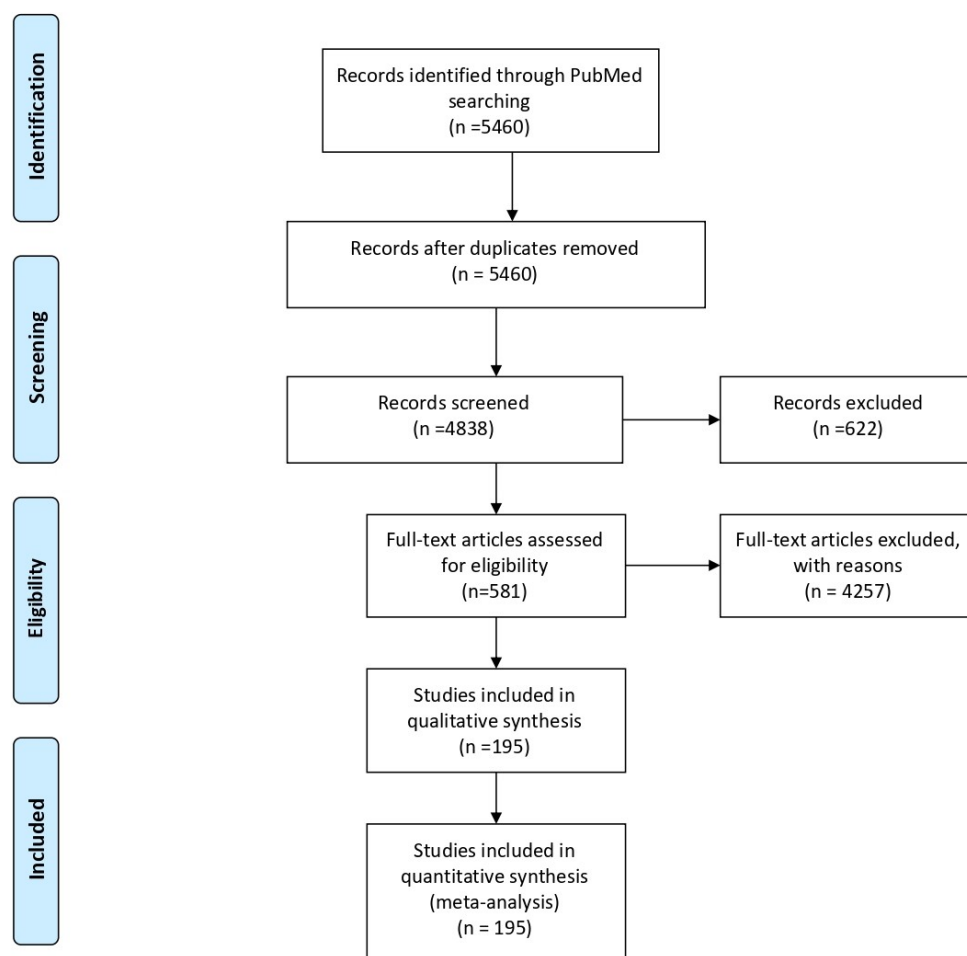 Identification
Records identified through PubMed
searching
(n =5460)
Records after duplicates removed
(n = 5460)
Screening
Records screened
(n =4838)
Records excluded
(n =622)
Eligibility
Full-text articles assessed
for eligibility
(n=581)
Full-text articles excluded,
with reasons
(n = 4257)
Studies included in
qualitative synthesis
(n =195)
Included
Studies included in
quantitative synthesis
(meta-analysis)
(n = 195)